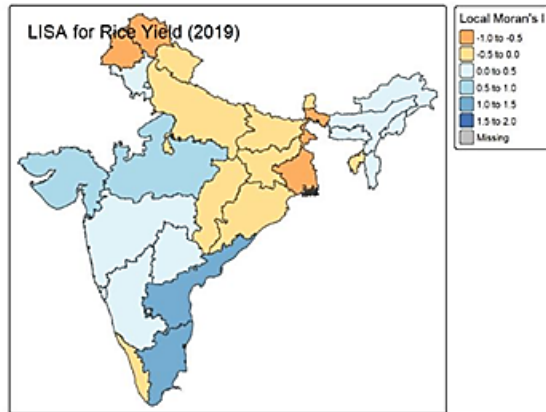 LISA for Rice Yield (2019)
Local Moran's I
-1.0 to -0.5
-0.5 to 0.0
0.0 to 0.5
0.5 to 1.0
1.0 to 1.5
1.5 to 2.0
Missing